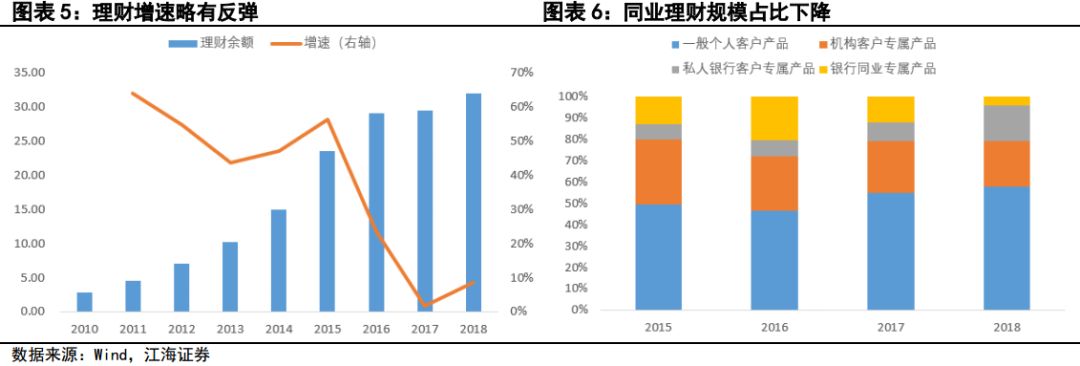 图表 5：理财增速略有反弹
理财余额 增速（右轴）
35.00 70%
30.00 60%
25.00 50%
20.00 40%
15.00 30%
10.00 20%
5.00 10%
0.00 0%
2010 2011 2012 2013 2014 2015 2016 2017 2018
图表 6：同业理财规模占比下降
一般个人客户产品 机构客户专属产品
私人银行客户专属产品 银行同业专属产品
100%
90%
80%
70%
60%
50%
40%
30%
20%
10%
0%
2015 2016 2017 2018
数据来源：Wind，江海证券